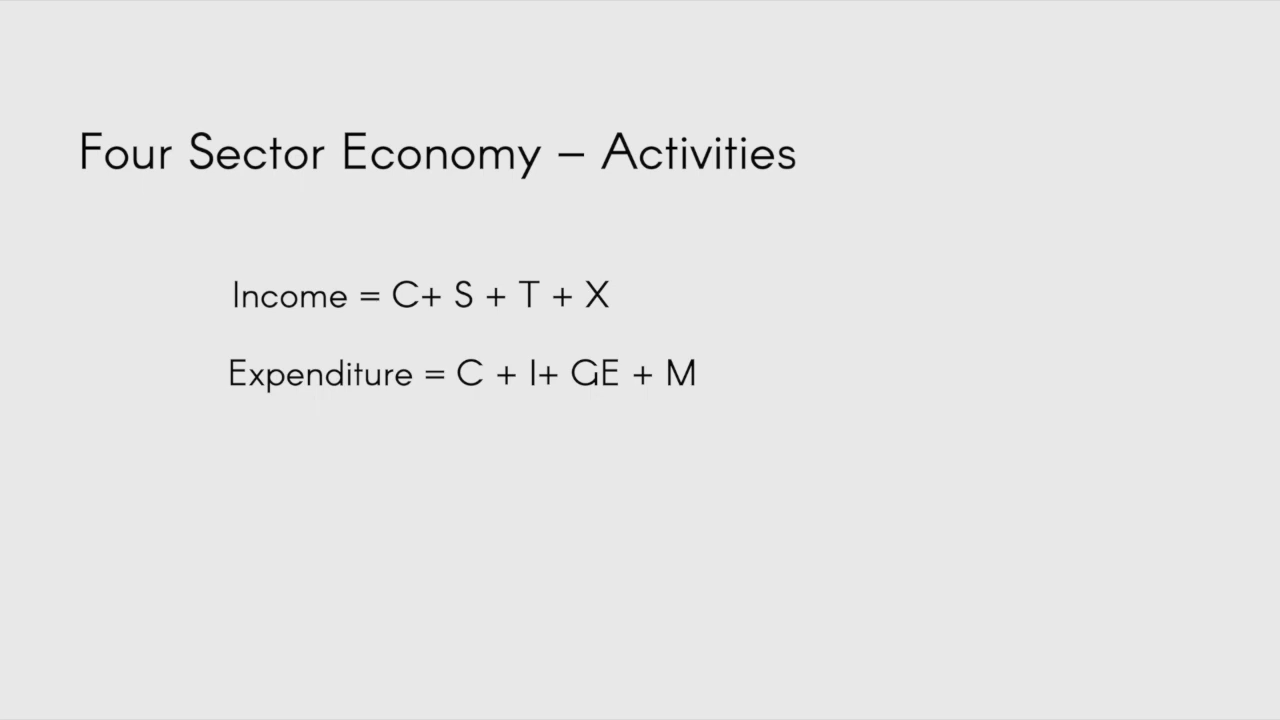 Four Sector Economy – Activities
Income = C+ S + T + X
Expenditure = C + I+ GE + M